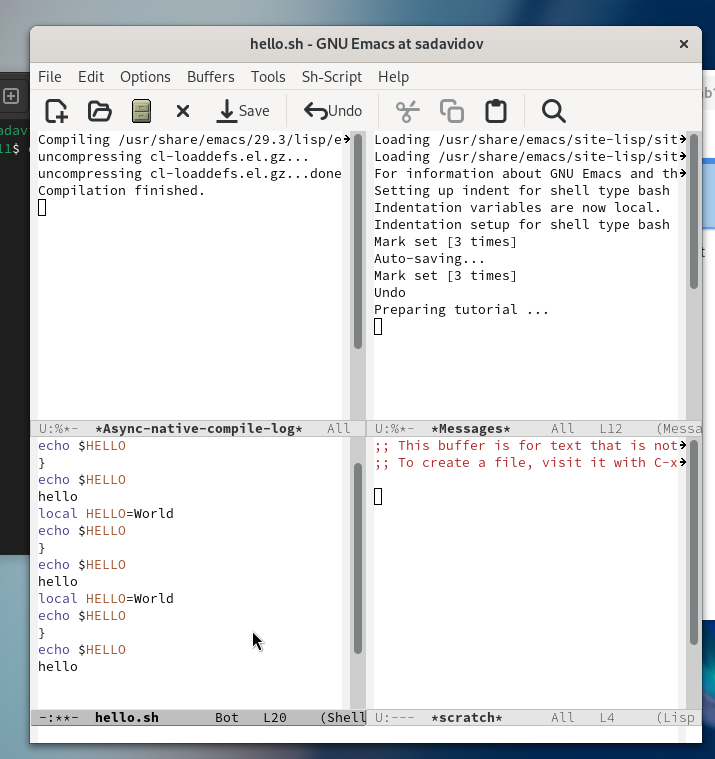 hello.sh - GNU Emacs at sadavidov
File Edit Options Buffers Tools Sh-Script Help
Save Undo
Compiling /usr/share/emacs/29.3/lisp/e
uncompressing cl-loaddefs.el.gz...
uncompressing cl-loaddefs.el.gz...done
Compilation finished.
Loading /usr/share/emacs/site-lisp/sit
Loading /usr/share/emacs/site-lisp/sit
For information about GNU Emacs and th
Setting up indent for shell type bash
Indentation variables are now local.
Indentation setup for shell type bash
Mark set [3 times]
Auto-saving...
Mark set [3 times]
Undo
Preparing tutorial ...
U:%*- *Async-native-compile-log* All
U:%*- *Messages* All L12 (Messa
echo $HELLO
}
echo $HELLO
hello
local HELLO=World
echo $HELLO
}
echo $HELLO
hello
local HELLO=World
echo $HELLO
}
echo $HELLO
hello
;; This buffer is for text that is not
;; To create a file, visit it with C-x
-:**- hello.sh Bot L20 (Shell
U:--- *scratch* All L4 (Lisp